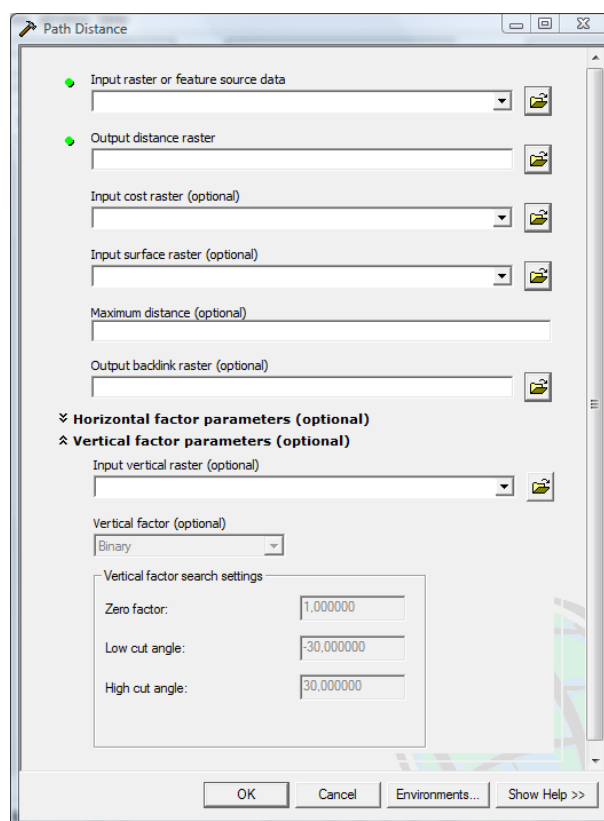 Path Distance
Input raster or feature source data
Output distance raster
Input cost raster (optional)
Input surface raster (optional)
Maximum distance (optional)
Output backlink raster (optional)
Horizontal factor parameters (optional)
Vertical factor parameters (optional)
Input vertical raster (optional)
Vertical factor (optional)
Binary
Vertical factor search settings
Zero factor: 1,000000
Low cut angle: -30,000000
High cut angle: 30,000000
OK Cancel Environments... Show Help >>